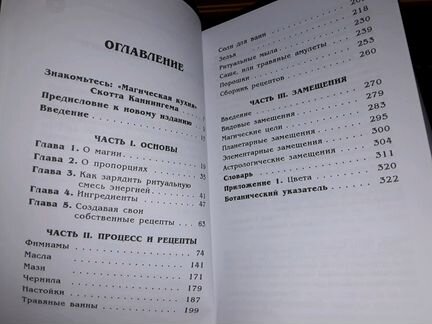 ОГЛАВЛЕНИЕ
Знакомьтесь: «Магическая кухня»
Скотта Каннингема
Предисловие к новому изданию
Введение
ЧАСТЬ I. ОСНОВЫ
Глава 1. О магии 19
Глава 2. О пропорциях 35
Глава 3. Как зарядить ритуальную
смесь энергией 41
Глава 4. Ингредиенты 47
Глава 5. Создавая свои
собственные рецепты 63
ЧАСТЬ II. ПРОЦЕСС И РЕЦЕПТЫ
Фимиамы 74
Масла 141
Мази 171
Чернила 179
Настойки 187
Травяные ванны 199
Соли для ванн
Зелья 218
Ритуальные мыла 239
Саше, или травяные амулеты 253
Порошки 260
Сборник рецептов
ЧАСТЬ III. ЗАМЕЩЕНИЯ
Введение 270
Видовые замещения 279
Магические цели 283
Планетарные замещения 295
Элементарные замещения 300
Астрологические замещения 304
Словарь 311
Приложение 1. Цвета 320
Ботанический указатель 322